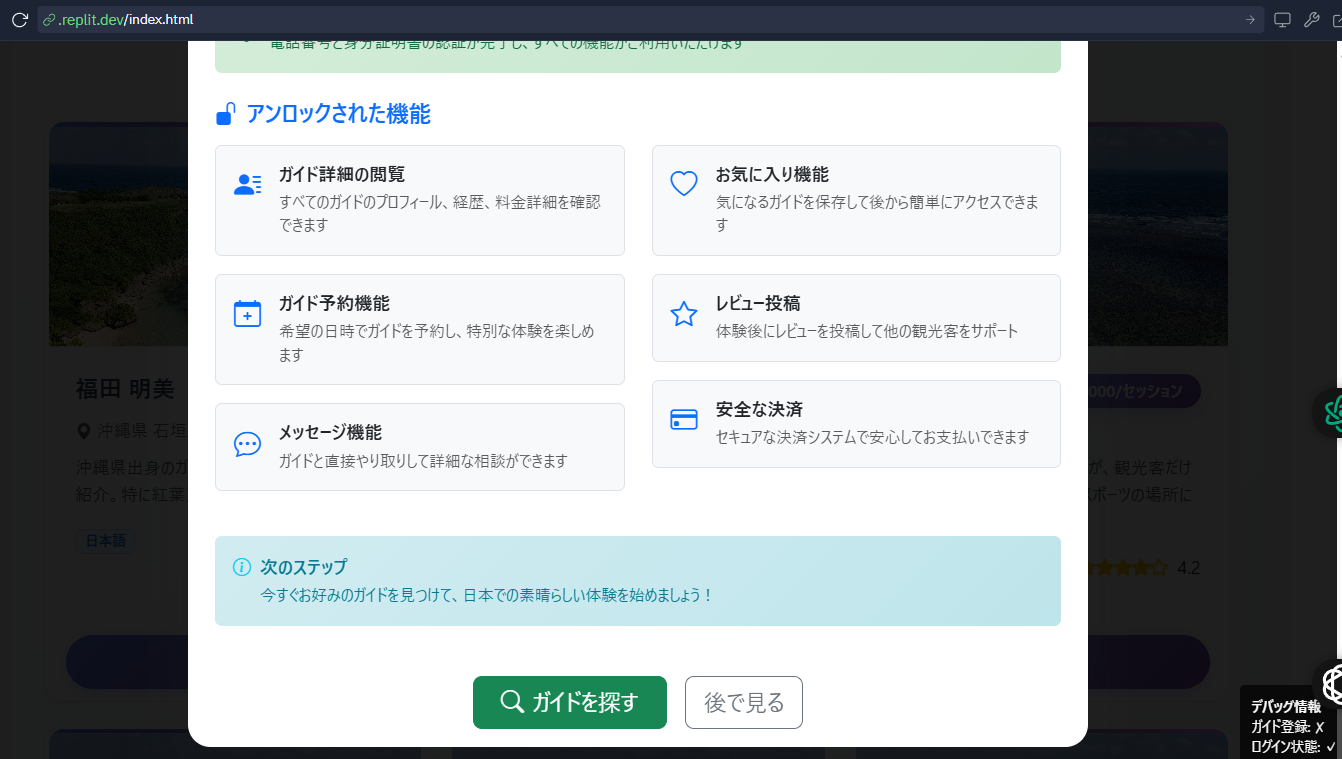 .replit.dev/index.html
電話番号と身分証明書の認証が完了し、すべての機能がご利用いただけます
アンロックされた機能
ガイド詳細の閲覧
すべてのガイドのプロフィール、経歴、料金詳細を確認
できます
お気に入り機能
気になるガイドを保存して後から簡単にアクセスできま
す
ガイド予約機能
希望の日時でガイドを予約し、特別な体験を楽しめ
ます
レビュー投稿
体験後にレビューを投稿して他の観光客をサポート
メッセージ機能
ガイドと直接やり取りして詳細な相談ができます
安全な決済
セキュアな決済システムで安心してお支払いできます
次のステップ
今すぐお好みのガイドを見つけて、日本での素晴らしい体験を始めましょう！
ガイドを探す
後で見る
福田 明美
沖縄県 石垣
沖縄県出身のガ
紹介。特に紅葉
日本語
000/セッション
が、観光客だけ
ポーツの場所に
4.2
デバッグ情報
ガイド登録: ✗
ログイン状態: ✓